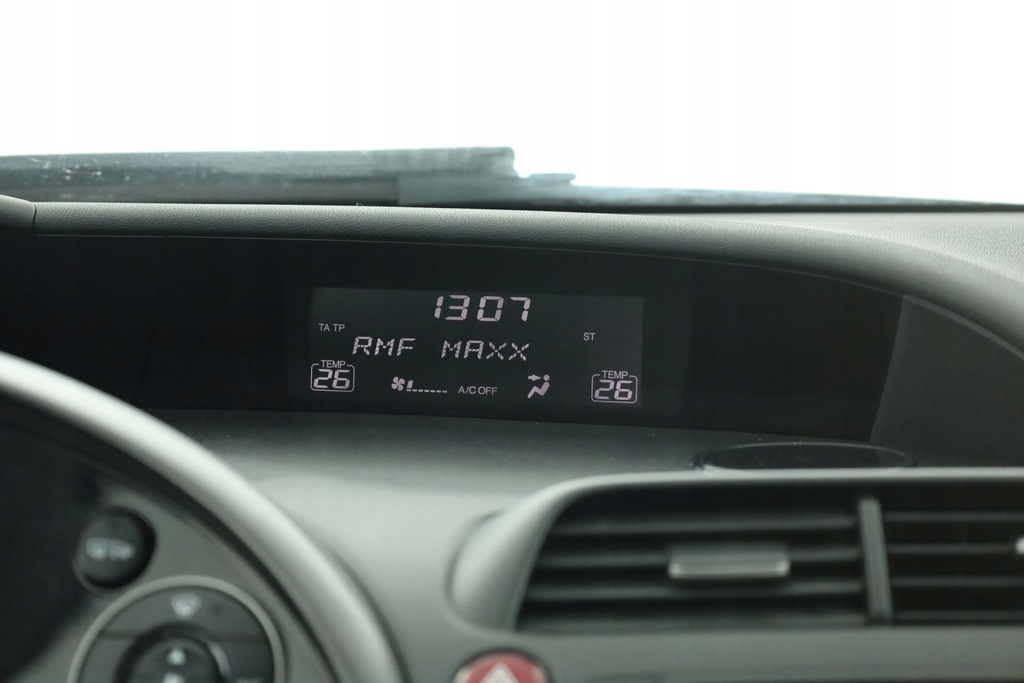 1307
TA TP
ST
RMF MAXX
TEMP
26
A/C OFF
TEMP
26